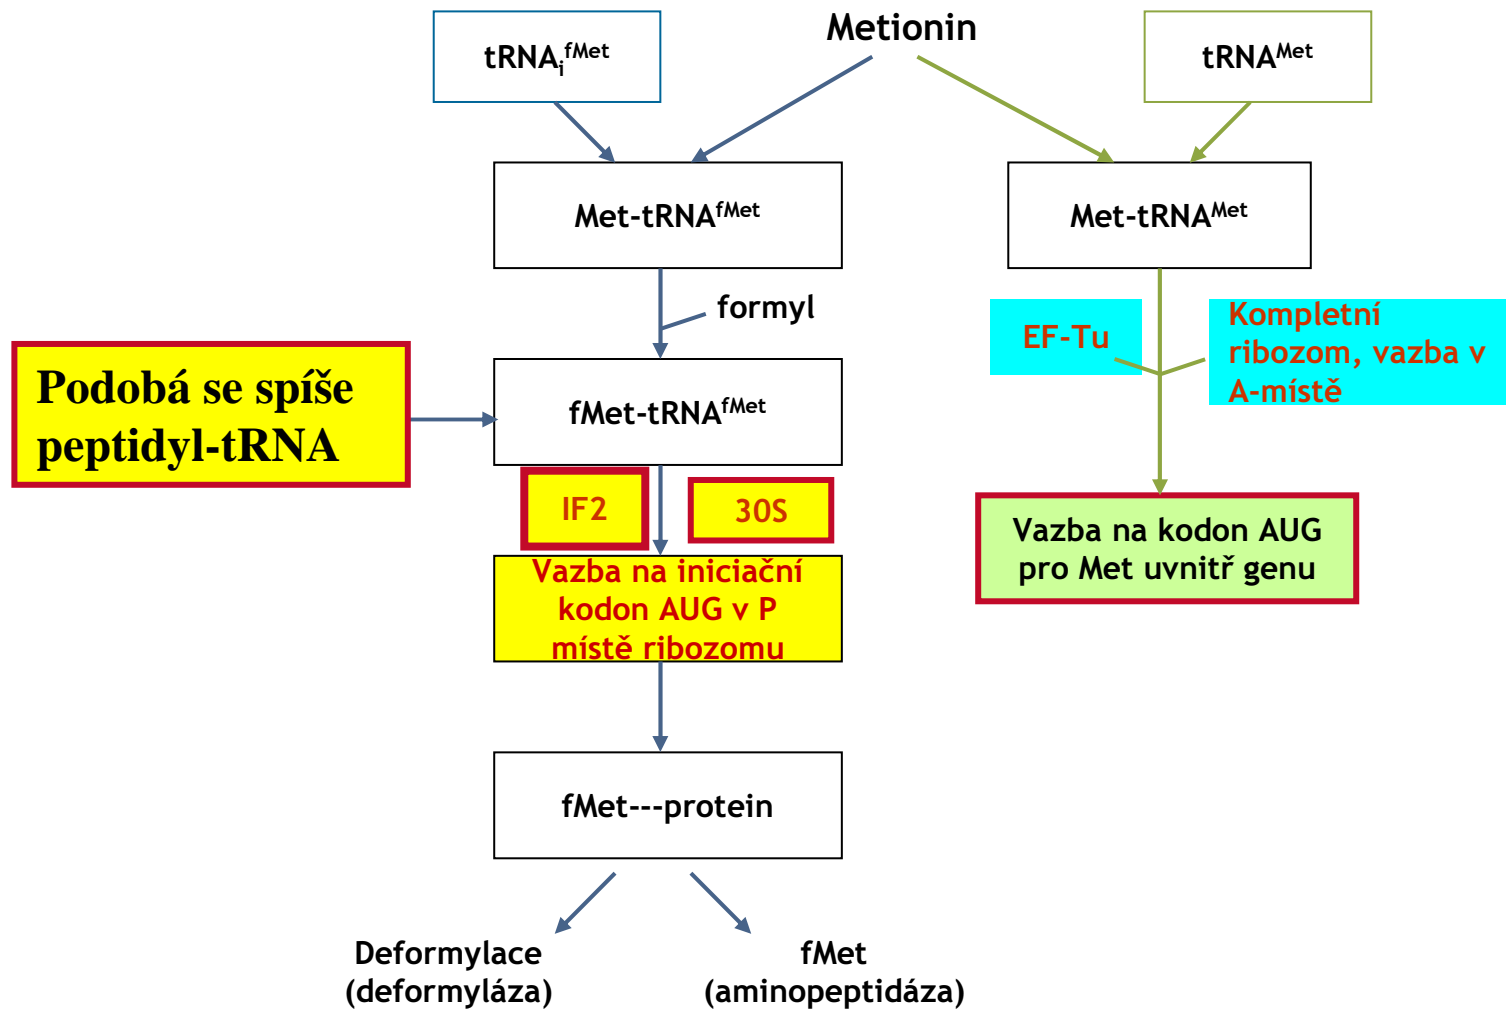 Metionin
tRNAᵢᶠᴹᵉᵗ
tRNAᴹᵉᵗ
Met-tRNAᶠᴹᵉᵗ
Met-tRNAᴹᵉᵗ
formyl
EF-Tu
Kompletní
ribozom, vazba v
A-místě
Podobá se spíše
peptidyl-tRNA
fMet-tRNAᶠᴹᵉᵗ
IF2
30S
Vazba na kodon AUG
pro Met uvnitř genu
Vazba na iniciační
kodon AUG v P
místě ribozomu
fMet---protein
Deformylace
(deformyláza)
fMet
(aminopeptidáza)